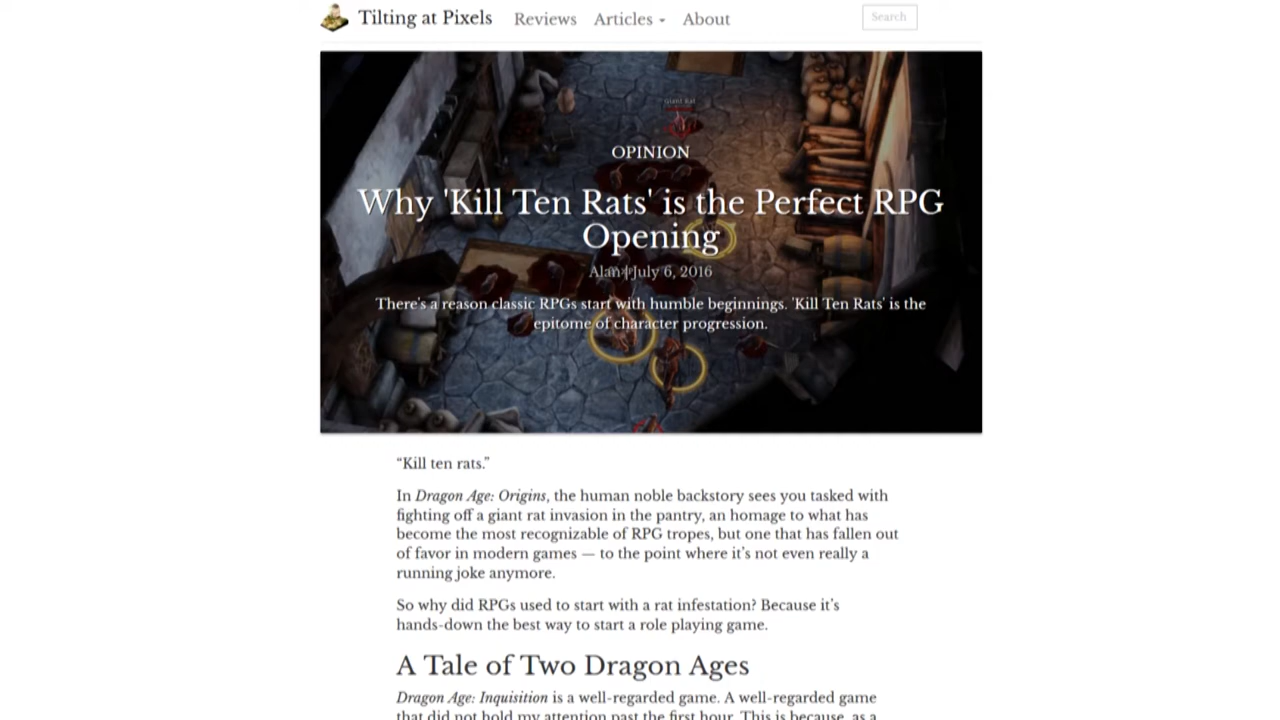 Tilting at Pixels Reviews Articles About Search
Giant Rat
OPINION
Why 'Kill Ten Rats' is the Perfect RPG
Opening
Alan | July 6, 2016
There's a reason classic RPGs start with humble beginnings. 'Kill Ten Rats' is the
epitome of character progression.
“Kill ten rats.”
In Dragon Age: Origins, the human noble backstory sees you tasked with
fighting off a giant rat invasion in the pantry, an homage to what has
become the most recognizable of RPG tropes, but one that has fallen out
of favor in modern games — to the point where it’s not even really a
running joke anymore.
So why did RPGs used to start with a rat infestation? Because it’s
hands-down the best way to start a role playing game.
A Tale of Two Dragon Ages
Dragon Age: Inquisition is a well-regarded game. A well-regarded game
that did not hold my attention past the first hour. This is because, as a